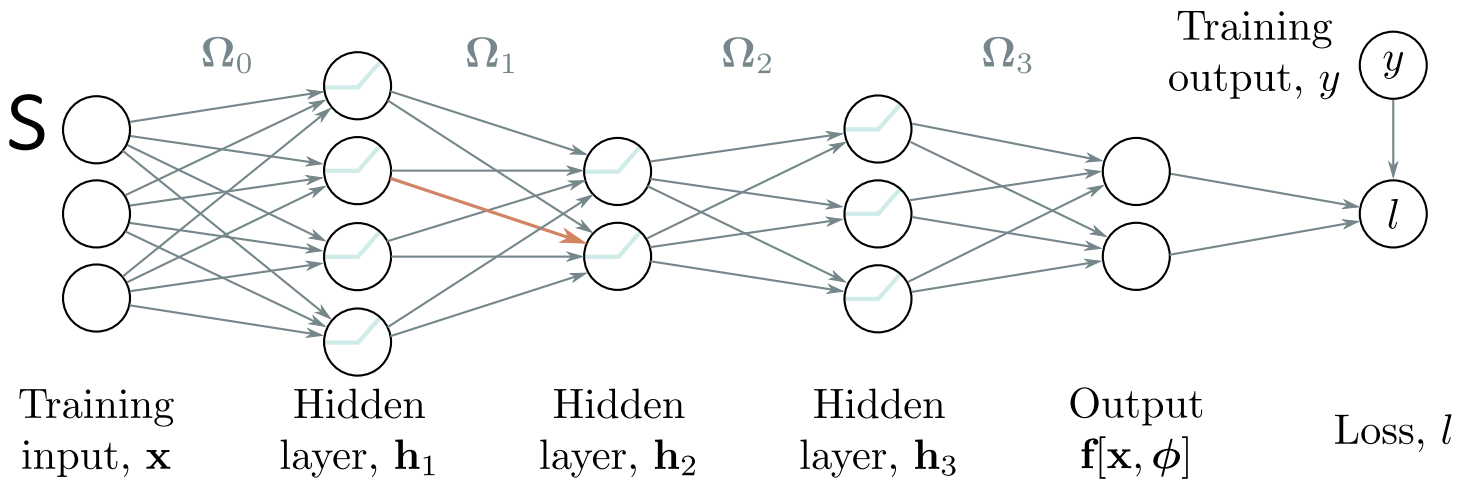 Ω₀
Ω₁
Ω₂
Ω₃
Training
output, y
y
S
l
Training
input, x
Hidden
layer, h₁
Hidden
layer, h₂
Hidden
layer, h₃
Output
f[x, ϕ]
Loss, l